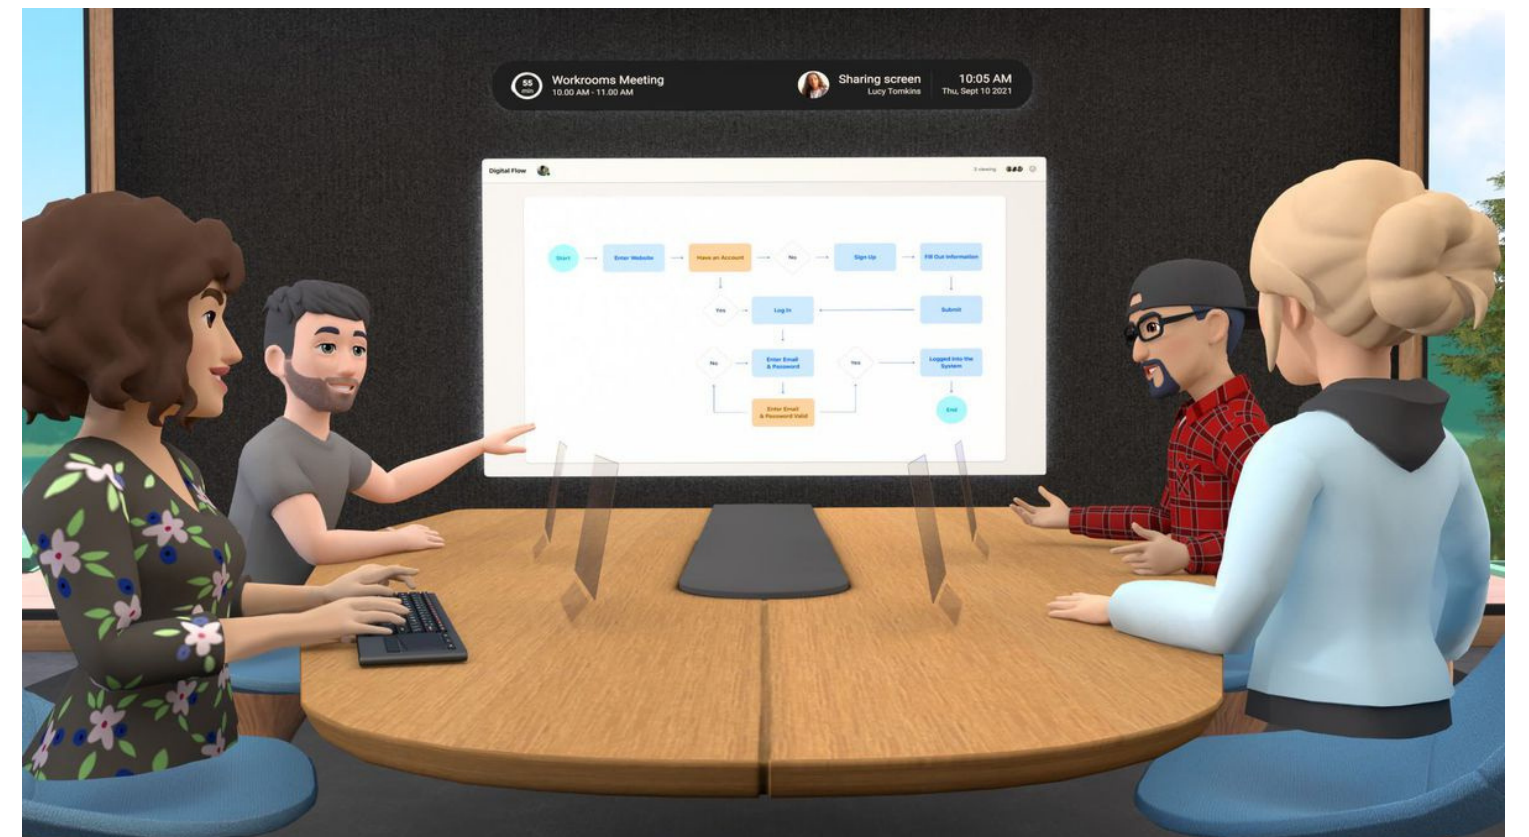 55
min
Workrooms Meeting
10.00 AM - 11.00 AM
Sharing screen
Lucy Tomkins
10:05 AM
Thu, Sept 10 2021
Digital Flow
Start
Enter Website
Have an Account
No
Sign Up
Fill Out Information
Yes
Log In
Submit
No
Enter Email
& Password
Yes
Logged into the
System
Enter Email
& Password Valid
End